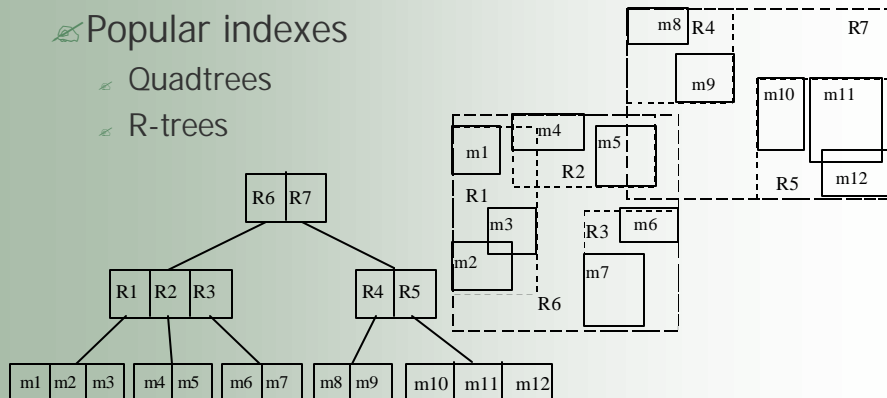 Popular indexes
Quadtrees
R-trees
R6 R7
R1 R2 R3
R4 R5
m1 m2 m3
m4 m5
m6 m7
m8 m9
m10 m11 m12
m8 R4 R7
m9
m10 m11
m12
R5
m4
m1 m5
R2
R1
m3
R3 m6
m2
m7
R6